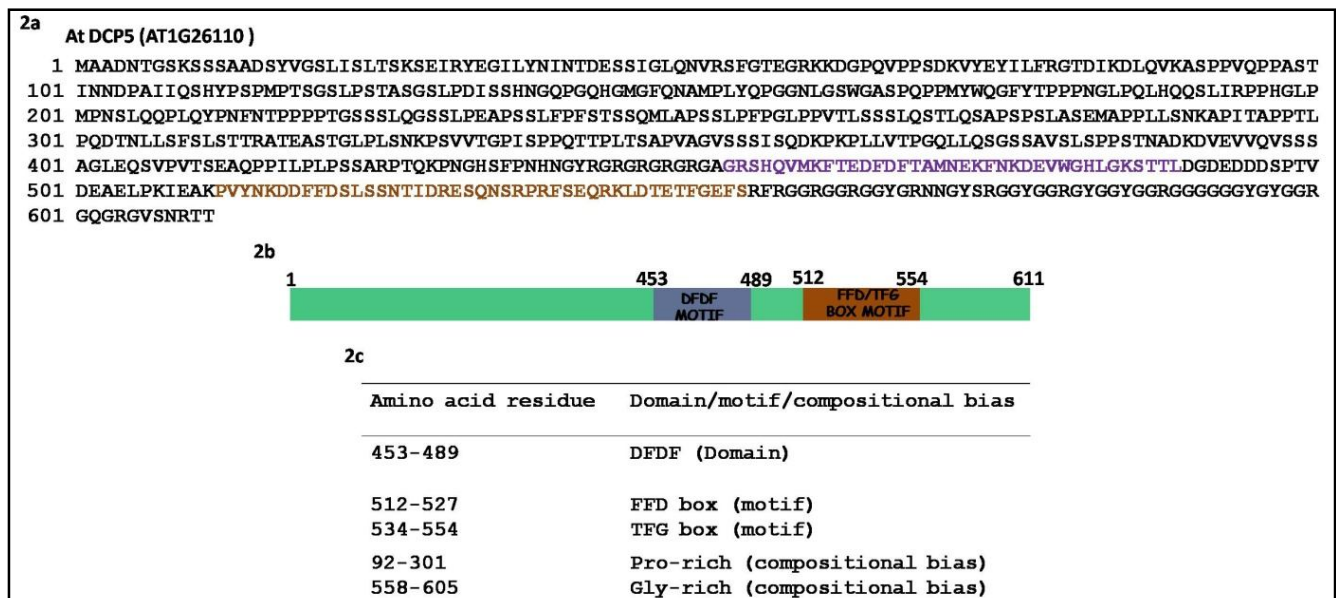 2a
At DCP5 (AT1G26110 )
1 MAADNTGSKSSSAADSYVGSLISLTSKSEIRYEGILYNINTDESSIGLQNVRSFGTEGRKKDGPQVPPSDKVYEYILFRGTDIKDLQVKASPPVQPPAST
101 INNDPAIIQSHYPSPMPTSGSLPSTASGSLPDISSHNGQPGQHGMGFQNAMPLYQPGGNLGSWGASPQPPMYWQGFYTPPPNGLPQLHQQSLIRPPHGLP
201 MPNSLQQPLQYPNFNTPPPPTGSSSLQGSSLPEAPSSLFPFSTSSQMLAPSSLPFPGLPPVTLSSSLQSTLQSAPSPSLASEMAPPLLSNKAPITAPPTL
301 PQDTNLLSFSLSTTRATEASTGLPLSNKPSVVTGPISPPQTTPLTSAPVAGVSSSISQDKPKPLLVTPGQLLQSGSSAVSLSPPSTNADKDVEVVQVSSS
401 AGLEQSVPVTSEAQPPILPLPSSARPTQKPNGHSFPNHNGYRGRGRGRGRGAGRSHQVMKFTEDFDFTAMNEKFNKDEVWGHLGKSTTLDGDEDDDSPTV
501 DEAELPKIEAKPVYNKDDFFDSLSSNTIDRESQNSRPRFSEQRKLDTETFGEFSRFRGGRGGRGGYGRNNGYSRGGYGGRGYGGYGGRGGGGGGYGYGGR
601 GQGRGVSNRTT
2b
1 453 489 512 554 611
DFDF
MOTIF
FFD/TFG
BOX MOTIF
2c
Amino acid residue Domain/motif/compositional bias
453-489 DFDF (Domain)
512-527 FFD box (motif)
534-554 TFG box (motif)
92-301 Pro-rich (compositional bias)
558-605 Gly-rich (compositional bias)